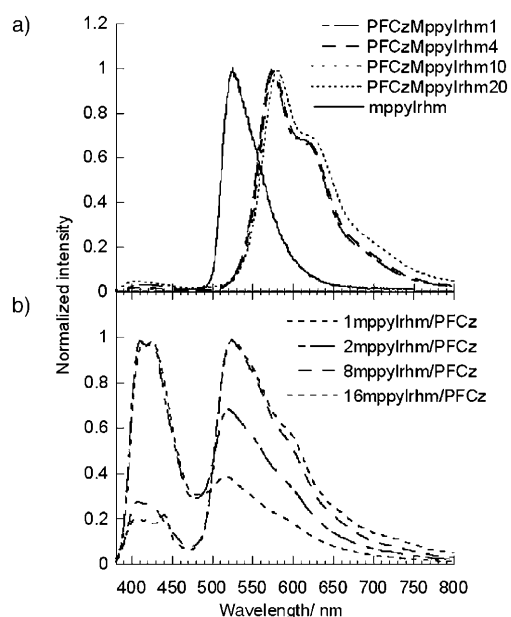 a)
PFCzMppyIrhm1
PFCzMppyIrhm4
PFCzMppyIrhm10
PFCzMppyIrhm20
mppyIrhm
1.2
1
0.8
0.6
0.4
0.2
0
Normalized intensity
b)
1mppyIrhm/PFCz
2mppyIrhm/PFCz
8mppyIrhm/PFCz
16mppyIrhm/PFCz
1
0.8
0.6
0.4
0.2
0
400 450 500 550 600 650 700 750 800
Wavelength/ nm